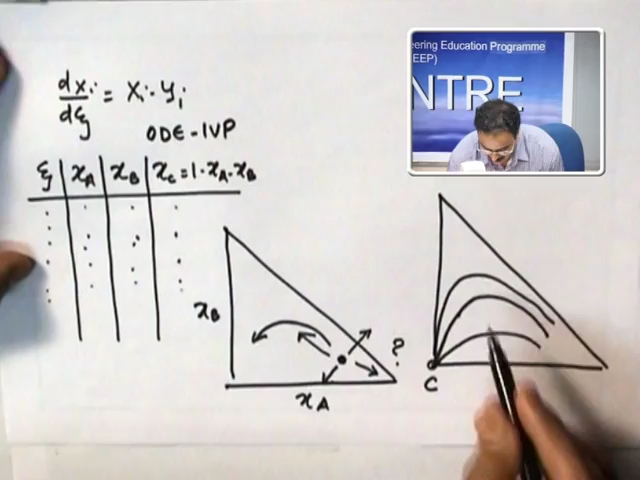 dxi/dξ = xi - yi
ODE-IVP
ξ xA xB xC = 1 - xA - xB
xB
xA
?
C
eering Education Programme
EEP)
NTRE